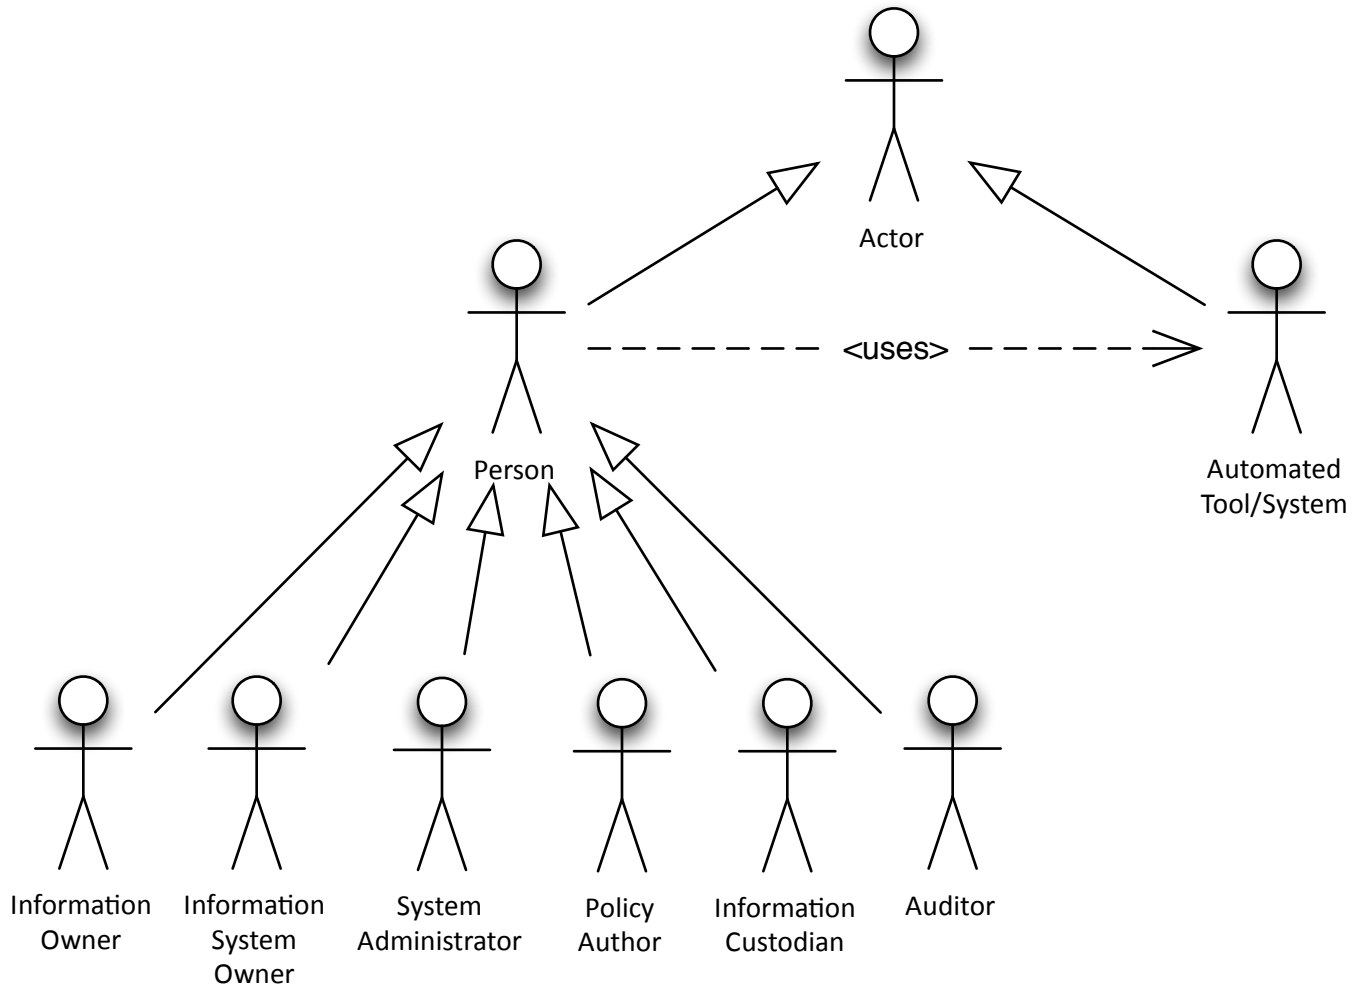 Actor
<uses>
Person
Automated
Tool/System
Information
Owner
Information
System
Owner
System
Administrator
Policy
Author
Information
Custodian
Auditor